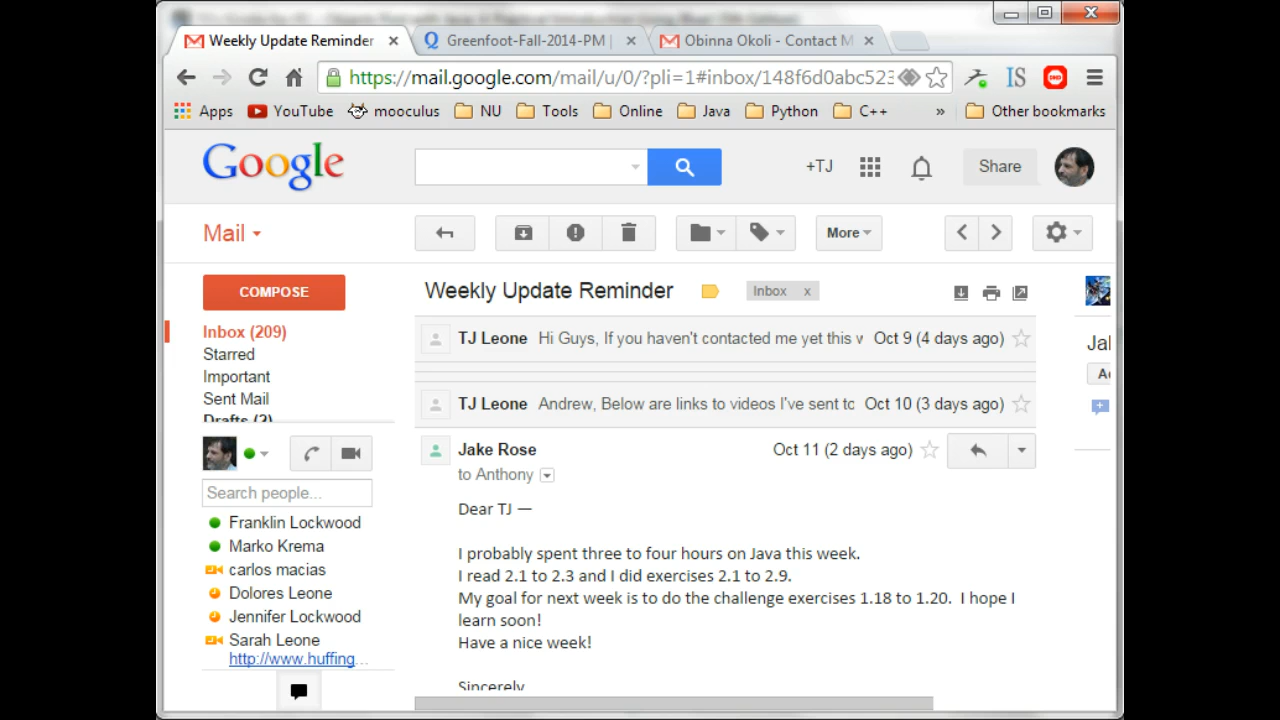 Weekly Update Reminder
Greenfoot-Fall-2014-PM
Obinna Okoli - Contact M
https://mail.google.com/mail/u/0/?pli=1#inbox/148f6d0abc523
IS
Apps YouTube mooculus NU Tools Online Java Python C++ » Other bookmarks
Google
+TJ
Share
Mail
More
COMPOSE
Inbox (209)
Starred
Important
Sent Mail
Drafts (2)
Search people...
Franklin Lockwood
Marko Krema
carlos macias
Dolores Leone
Jennifer Lockwood
Sarah Leone
http://www.huffing...
Weekly Update Reminder
Inbox x
TJ Leone Hi Guys, If you haven't contacted me yet this w Oct 9 (4 days ago)
TJ Leone Andrew, Below are links to videos I've sent to Oct 10 (3 days ago)
Jake Rose Oct 11 (2 days ago)
to Anthony
Dear TJ —
I probably spent three to four hours on Java this week.
I read 2.1 to 2.3 and I did exercises 2.1 to 2.9.
My goal for next week is to do the challenge exercises 1.18 to 1.20. I hope I
learn soon!
Have a nice week!
Sincerely